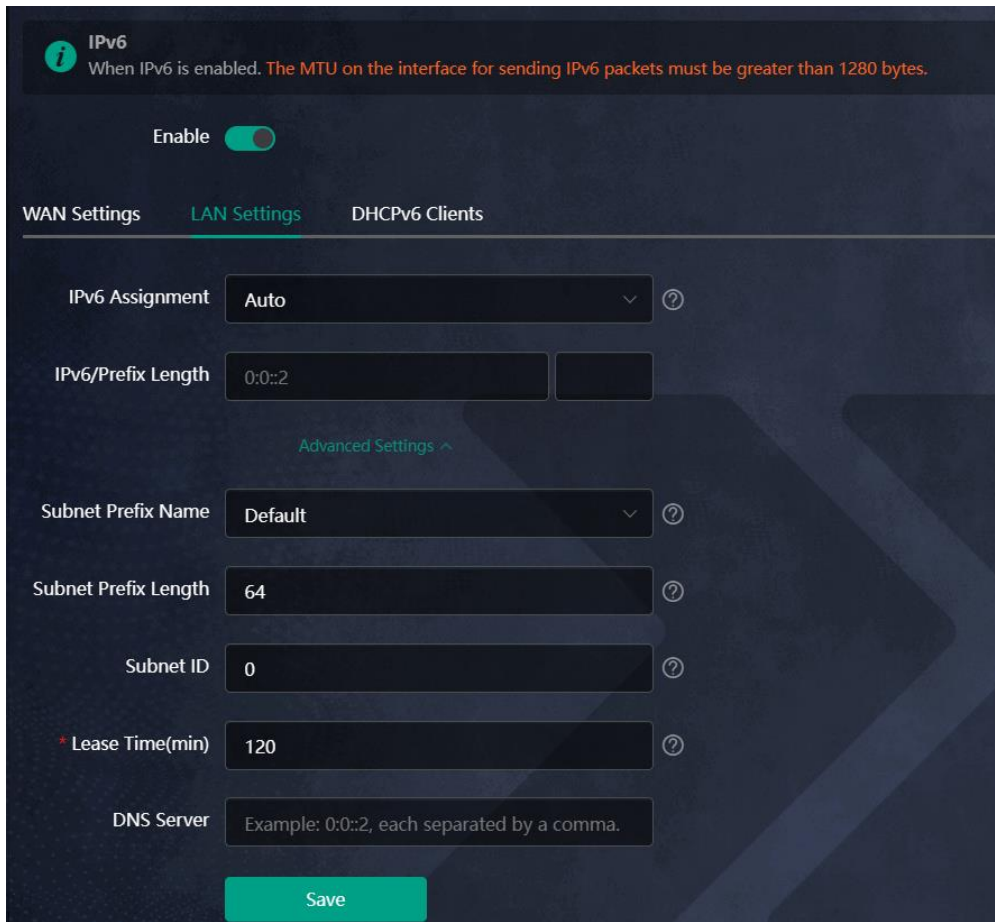 IPv6
When IPv6 is enabled. The MTU on the interface for sending IPv6 packets must be greater than 1280 bytes.
Enable
WAN Settings LAN Settings DHCPv6 Clients
IPv6 Assignment Auto
IPv6/Prefix Length 0:0::2
Advanced Settings
Subnet Prefix Name Default
Subnet Prefix Length 64
Subnet ID 0
* Lease Time(min) 120
DNS Server Example: 0:0::2, each separated by a comma.
Save